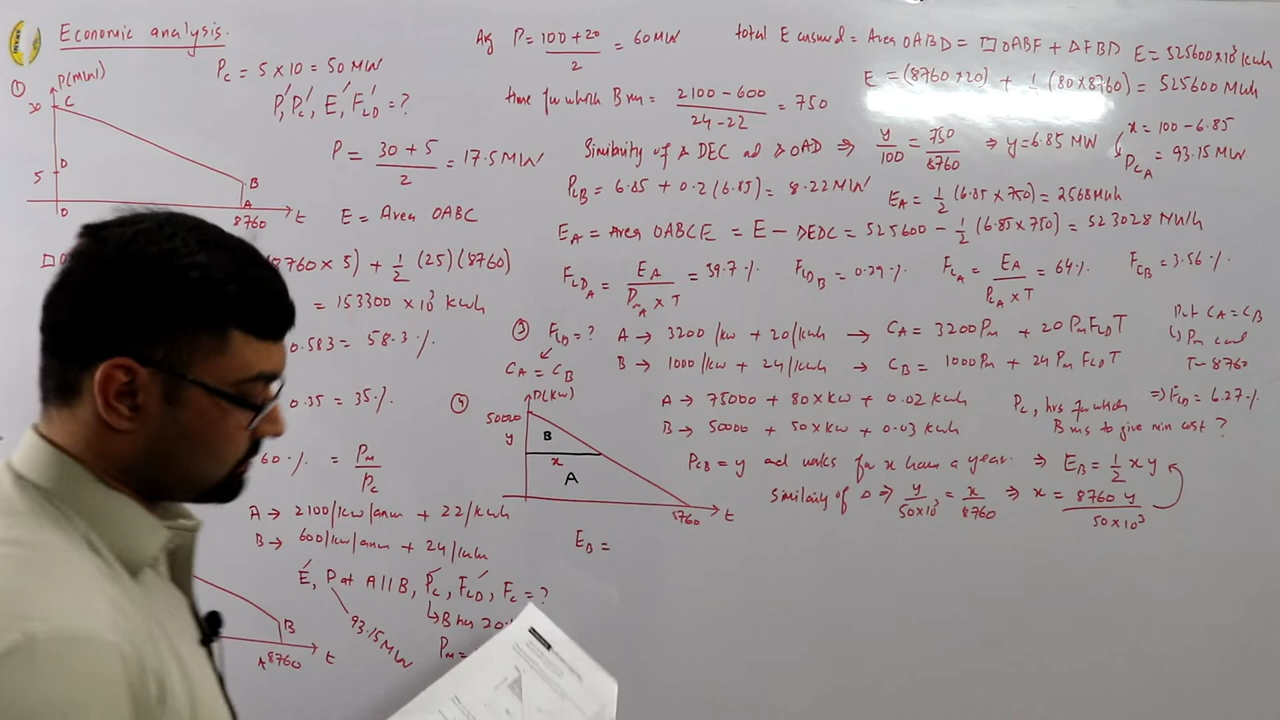 Economic analysis.
①
P(MW)
30
C
D
5
B
A
O
8760
t
Pc = 5 x 10 = 50 MW
P', Pc', E', FLD' = ?
P = (30 + 5)/2 = 17.5 MW
E = Area OABC
8760 x 5) + 1/2 (25)(8760)
= 153300 x 10³ kwh
0.583 = 58.3 %.
0.35 = 35 %.
60 % = Pm/Pc
A → 2100/kw/annum + 22/kwh
B → 600/kw/annum + 24/kwh
E', P at A||B, Pc', FLD', Fc = ?
↳ B has 20
93.15 MW
Pm =
B
A
8760
t
Avg P = (100 + 20)/2 = 60 MW
time for which B runs = (2100 - 600)/(24 - 22) = 750
total E ensured = Area OABD = □ OABF + Δ FBD
E = 525600 x 10³ kwh
E = (8760 x 20) + 1/2 (80 x 8760) = 525600 Mwh
Similarity of Δ DEC ad Δ OAD ⇒ y/100 = 750/8760 ⇒ y = 6.85 MW
x = 100 - 6.85
PcA = 93.15 MW
PcB = 6.85 + 0.2 (6.85) = 8.22 MW
EA = 1/2 (6.85 x 750) = 2568 Mwh
EA = Area OABCE = E - DEDC = 525600 - 1/2 (6.85 x 750) = 523028 MWh
FLDA = EA/(PmA x T) = 39.7 %.
FLDB = 0.29 %.
FcA = EA/(PcA x T) = 64 %
FCB = 3.56 %.
③ FLD = ?
CA = CB
A → 3200/kw + 20/kwh → CA = 3200 Pm + 20 Pm FLD T
B → 1000/kw + 24/kwh → CB = 1000 Pm + 24 Pm FLD T
Put CA = CB
T = 8760
⇒ FLD = 6.27 %.
④
P(KW)
50000
y
B
x
A
8760
t
A → 75000 + 80 x kw + 0.02 kwh
B → 50000 + 50 x kw + 0.03 kwh
Pc, hrs for which
B runs to give min cost ?
PcB = y and works for x hours a year. ⇒ EB = 1/2 x y
Similarity of Δ ⇒ y/50x10³ = x/8760 ⇒ x = 8760 y/50 x 10³
EB =